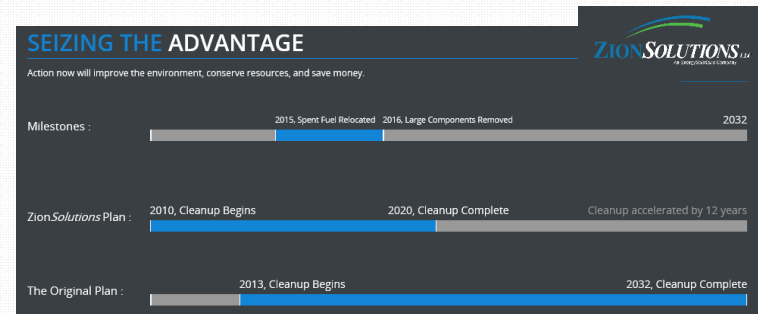 SEIZING THE ADVANTAGE
ZIONSOLUTIONS LLC
An EnergySolutions Company
Action now will improve the environment, conserve resources, and save money.
Milestones :
2015, Spent Fuel Relocated
2016, Large Components Removed
2032
ZionSolutions Plan :
2010, Cleanup Begins
2020, Cleanup Complete
Cleanup accelerated by 12 years
The Original Plan :
2013, Cleanup Begins
2032, Cleanup Complete